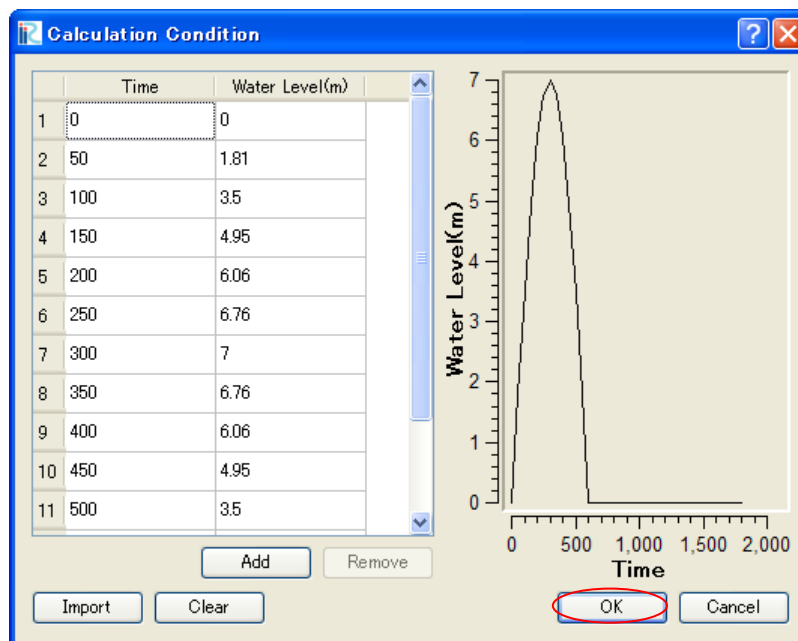 iRIC Calculation Condition
Time Water Level(m)
1 0 0
2 50 1.81
3 100 3.5
4 150 4.95
5 200 6.06
6 250 6.76
7 300 7
8 350 6.76
9 400 6.06
10 450 4.95
11 500 3.5
Add Remove
Import Clear
Water Level(m)
7
6
5
4
3
2
1
0
0 500 1,000 1,500 2,000
Time
OK Cancel